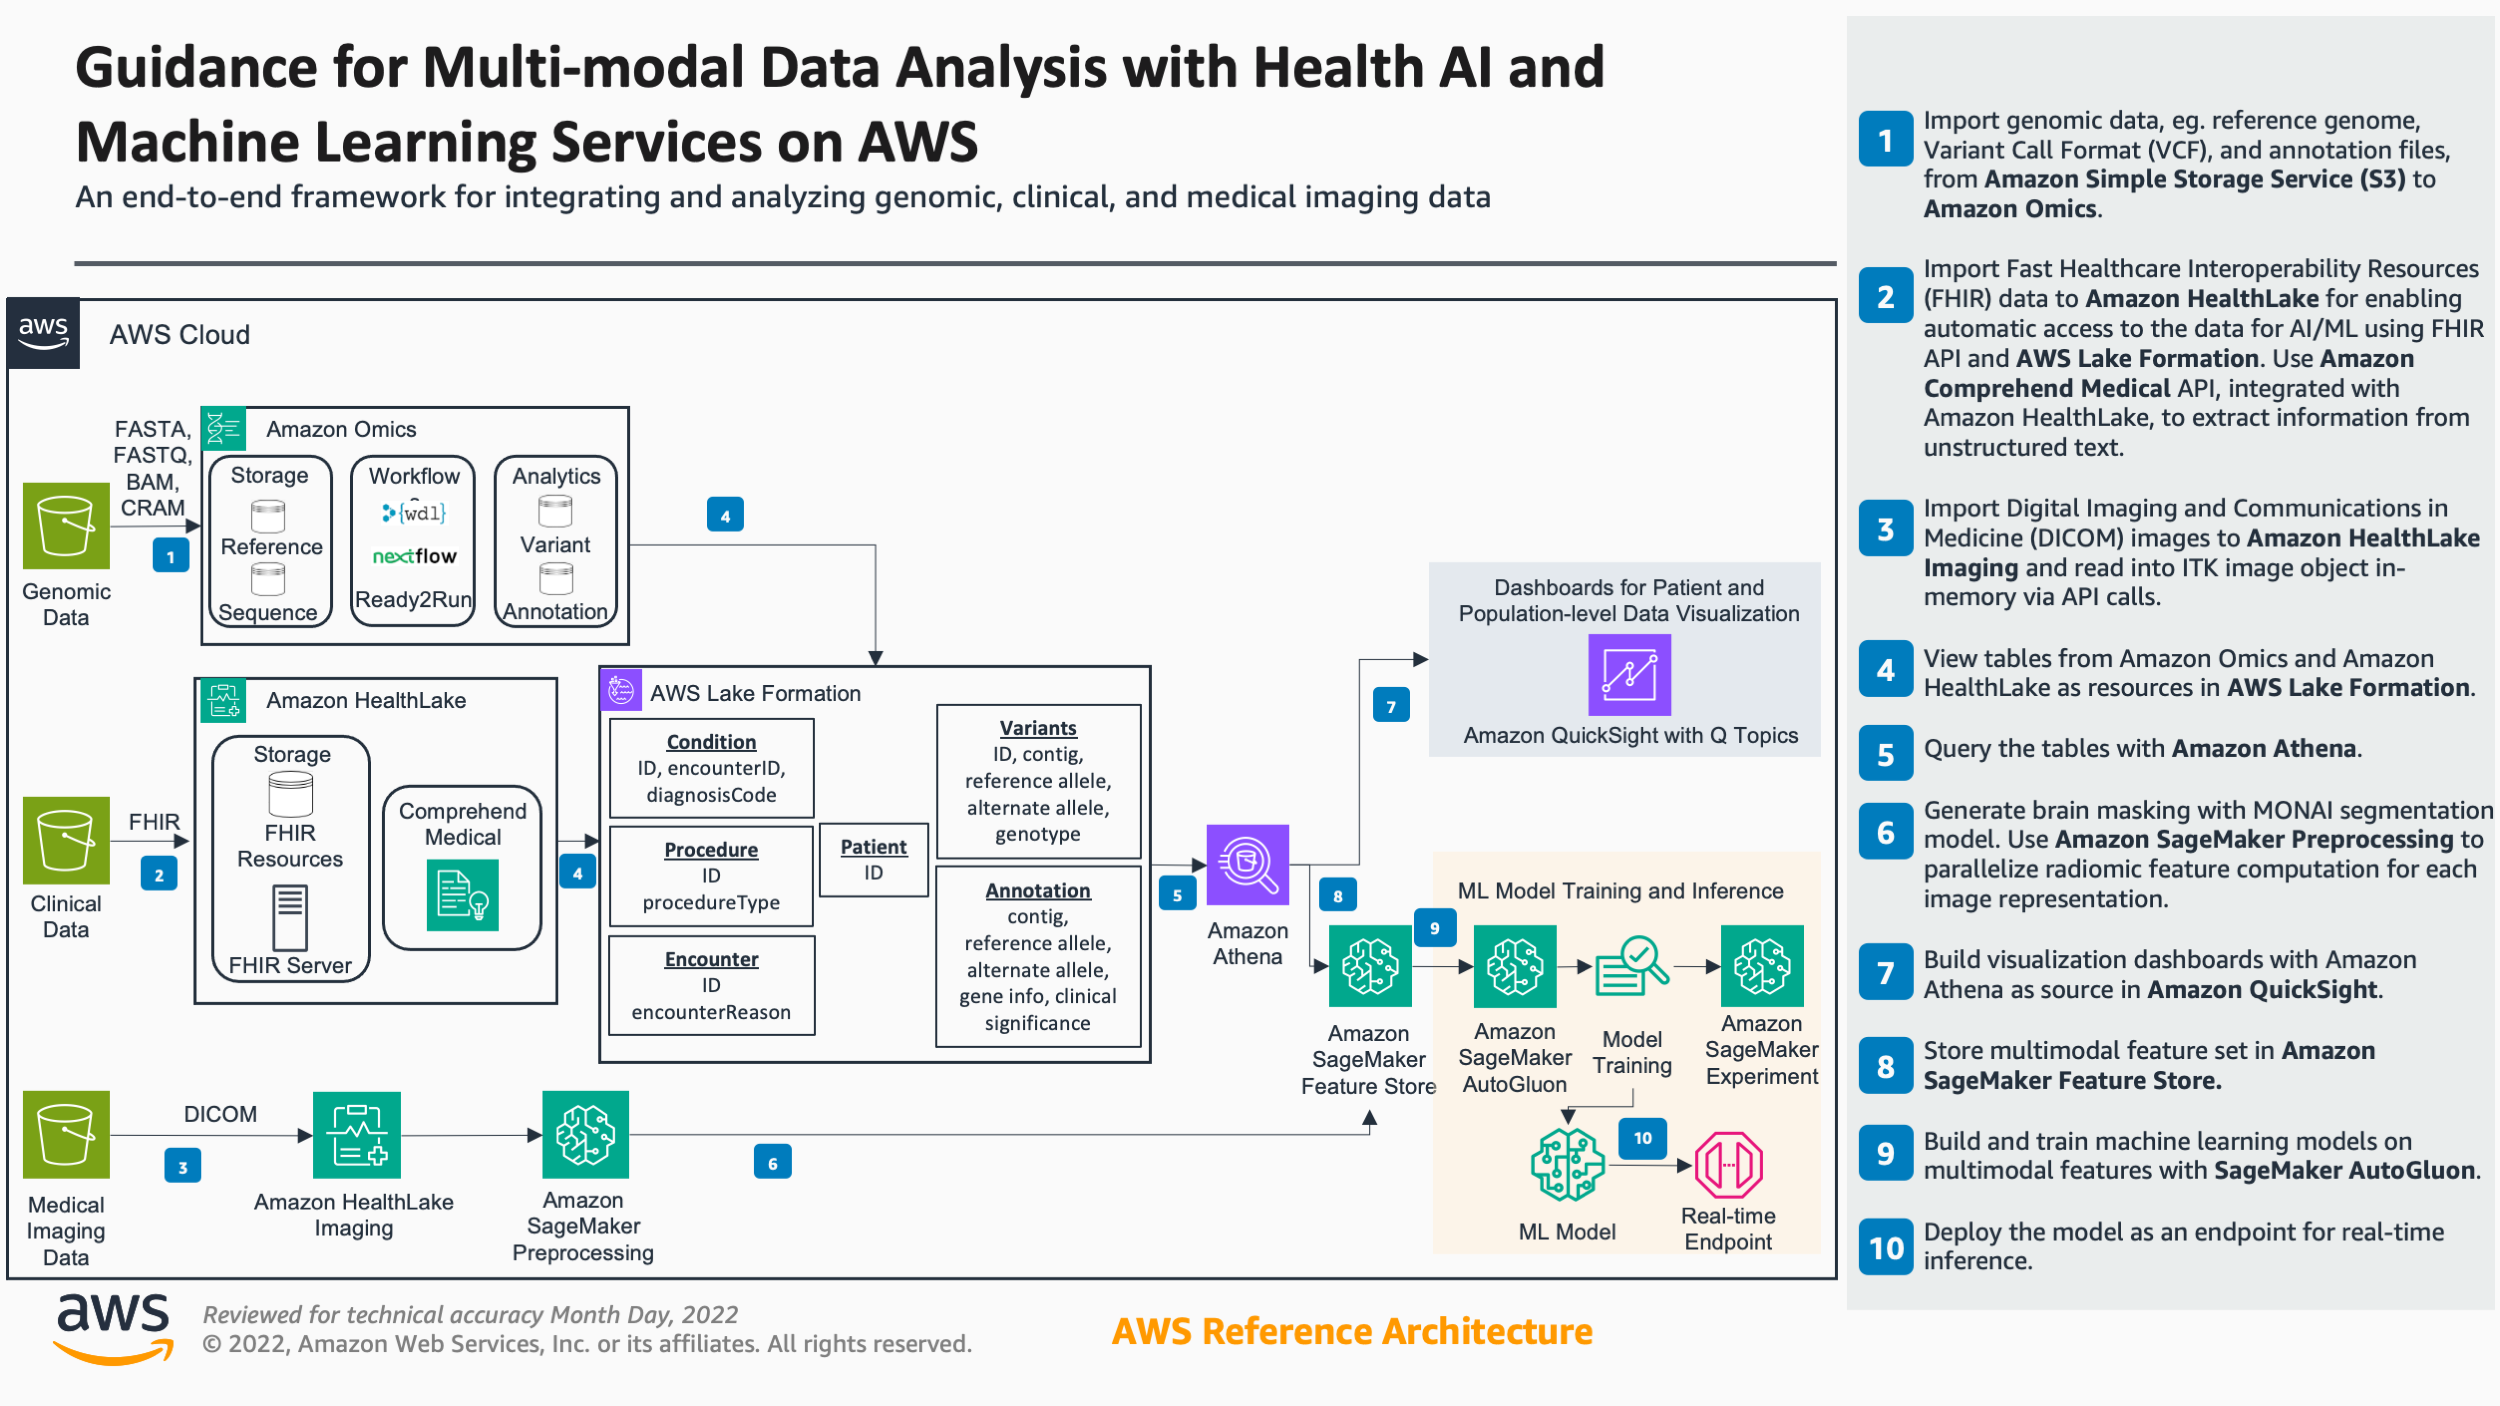 Guidance for Multi-modal Data Analysis with Health AI and
Machine Learning Services on AWS
An end-to-end framework for integrating and analyzing genomic, clinical, and medical imaging data
aws
AWS Cloud
FASTA,
FASTQ,
BAM,
CRAM
1
Genomic
Data
Amazon Omics
Storage
Reference
Sequence
Workflow
{wdl}
nextflow
Ready2Run
Analytics
Variant
Annotation
4
Clinical
Data
FHIR
2
Amazon HealthLake
Storage
FHIR
Resources
FHIR Server
Comprehend
Medical
4
AWS Lake Formation
Condition
ID, encounterID,
diagnosisCode
Procedure
ID
procedureType
Encounter
ID
encounterReason
Patient
ID
Variants
ID, contig,
reference allele,
alternate allele,
genotype
Annotation
contig,
reference allele,
alternate allele,
gene info, clinical
significance
5
Amazon
Athena
7
Dashboards for Patient and
Population-level Data Visualization
Amazon QuickSight with Q Topics
8
Amazon
SageMaker
Feature Store
9
ML Model Training and Inference
Amazon
SageMaker
AutoGluon
Model
Training
Amazon
SageMaker
Experiment
ML Model
10
Real-time
Endpoint
Medical
Imaging
Data
DICOM
3
Amazon HealthLake
Imaging
Amazon
SageMaker
Preprocessing
6
aws
Reviewed for technical accuracy Month Day, 2022
© 2022, Amazon Web Services, Inc. or its affiliates. All rights reserved.
AWS Reference Architecture
1
Import genomic data, eg. reference genome,
Variant Call Format (VCF), and annotation files,
from Amazon Simple Storage Service (S3) to
Amazon Omics.
2
Import Fast Healthcare Interoperability Resources
(FHIR) data to Amazon HealthLake for enabling
automatic access to the data for AI/ML using FHIR
API and AWS Lake Formation. Use Amazon
Comprehend Medical API, integrated with
Amazon HealthLake, to extract information from
unstructured text.
3
Import Digital Imaging and Communications in
Medicine (DICOM) images to Amazon HealthLake
Imaging and read into ITK image object in-
memory via API calls.
4
View tables from Amazon Omics and Amazon
HealthLake as resources in AWS Lake Formation.
5
Query the tables with Amazon Athena.
6
Generate brain masking with MONAI segmentation
model. Use Amazon SageMaker Preprocessing to
parallelize radiomic feature computation for each
image representation.
7
Build visualization dashboards with Amazon
Athena as source in Amazon QuickSight.
8
Store multimodal feature set in Amazon
SageMaker Feature Store.
9
Build and train machine learning models on
multimodal features with SageMaker AutoGluon.
10
Deploy the model as an endpoint for real-time
inference.